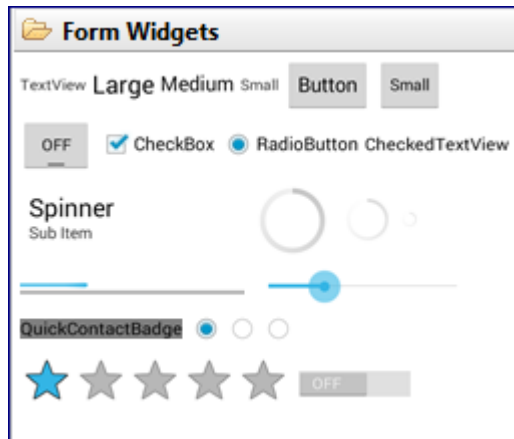 Form Widgets
TextView Large Medium Small Button Small
OFF CheckBox RadioButton CheckedTextView
Spinner
Sub Item
QuickContactBadge
OFF